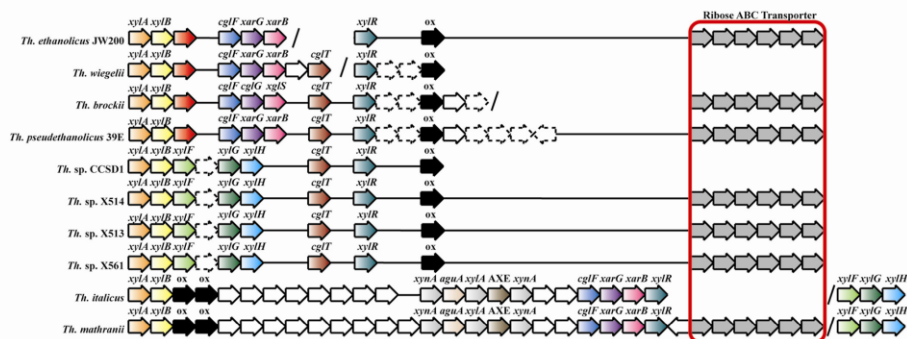 Ribose ABC Transporter
xylA xylB cglF xarG xarB xylR ox
Th. ethanolicus JW200 / 
xylA xylB cglF xarG xarB cglT xylR ox
Th. wiegelii /
xylA xylB cglF cglG xglS cglT xylR ox
Th. brockii /
xylA xylB cglF xarG xarB cglT xylR ox
Th. pseudethanolicus 39E
xylA xylB xylF xylG xylH cglT xylR ox
Th. sp. CCSD1
xylA xylB xylF xylG xylH cglT xylR ox
Th. sp. X514
xylA xylB xylF xylG xylH cglT xylR ox
Th. sp. X513
xylA xylB xylF xylG xylH cglT xylR ox
Th. sp. X561
xylA xylB ox ox xynA aguA xylA AXE xynA cglF xarG xarB xylR xylF xylG xylH
Th. italicus /
xylA xylB ox ox xynA aguA xylA AXE xynA cglF xarG xarB xylR xylF xylG xylH
Th. mathranii /